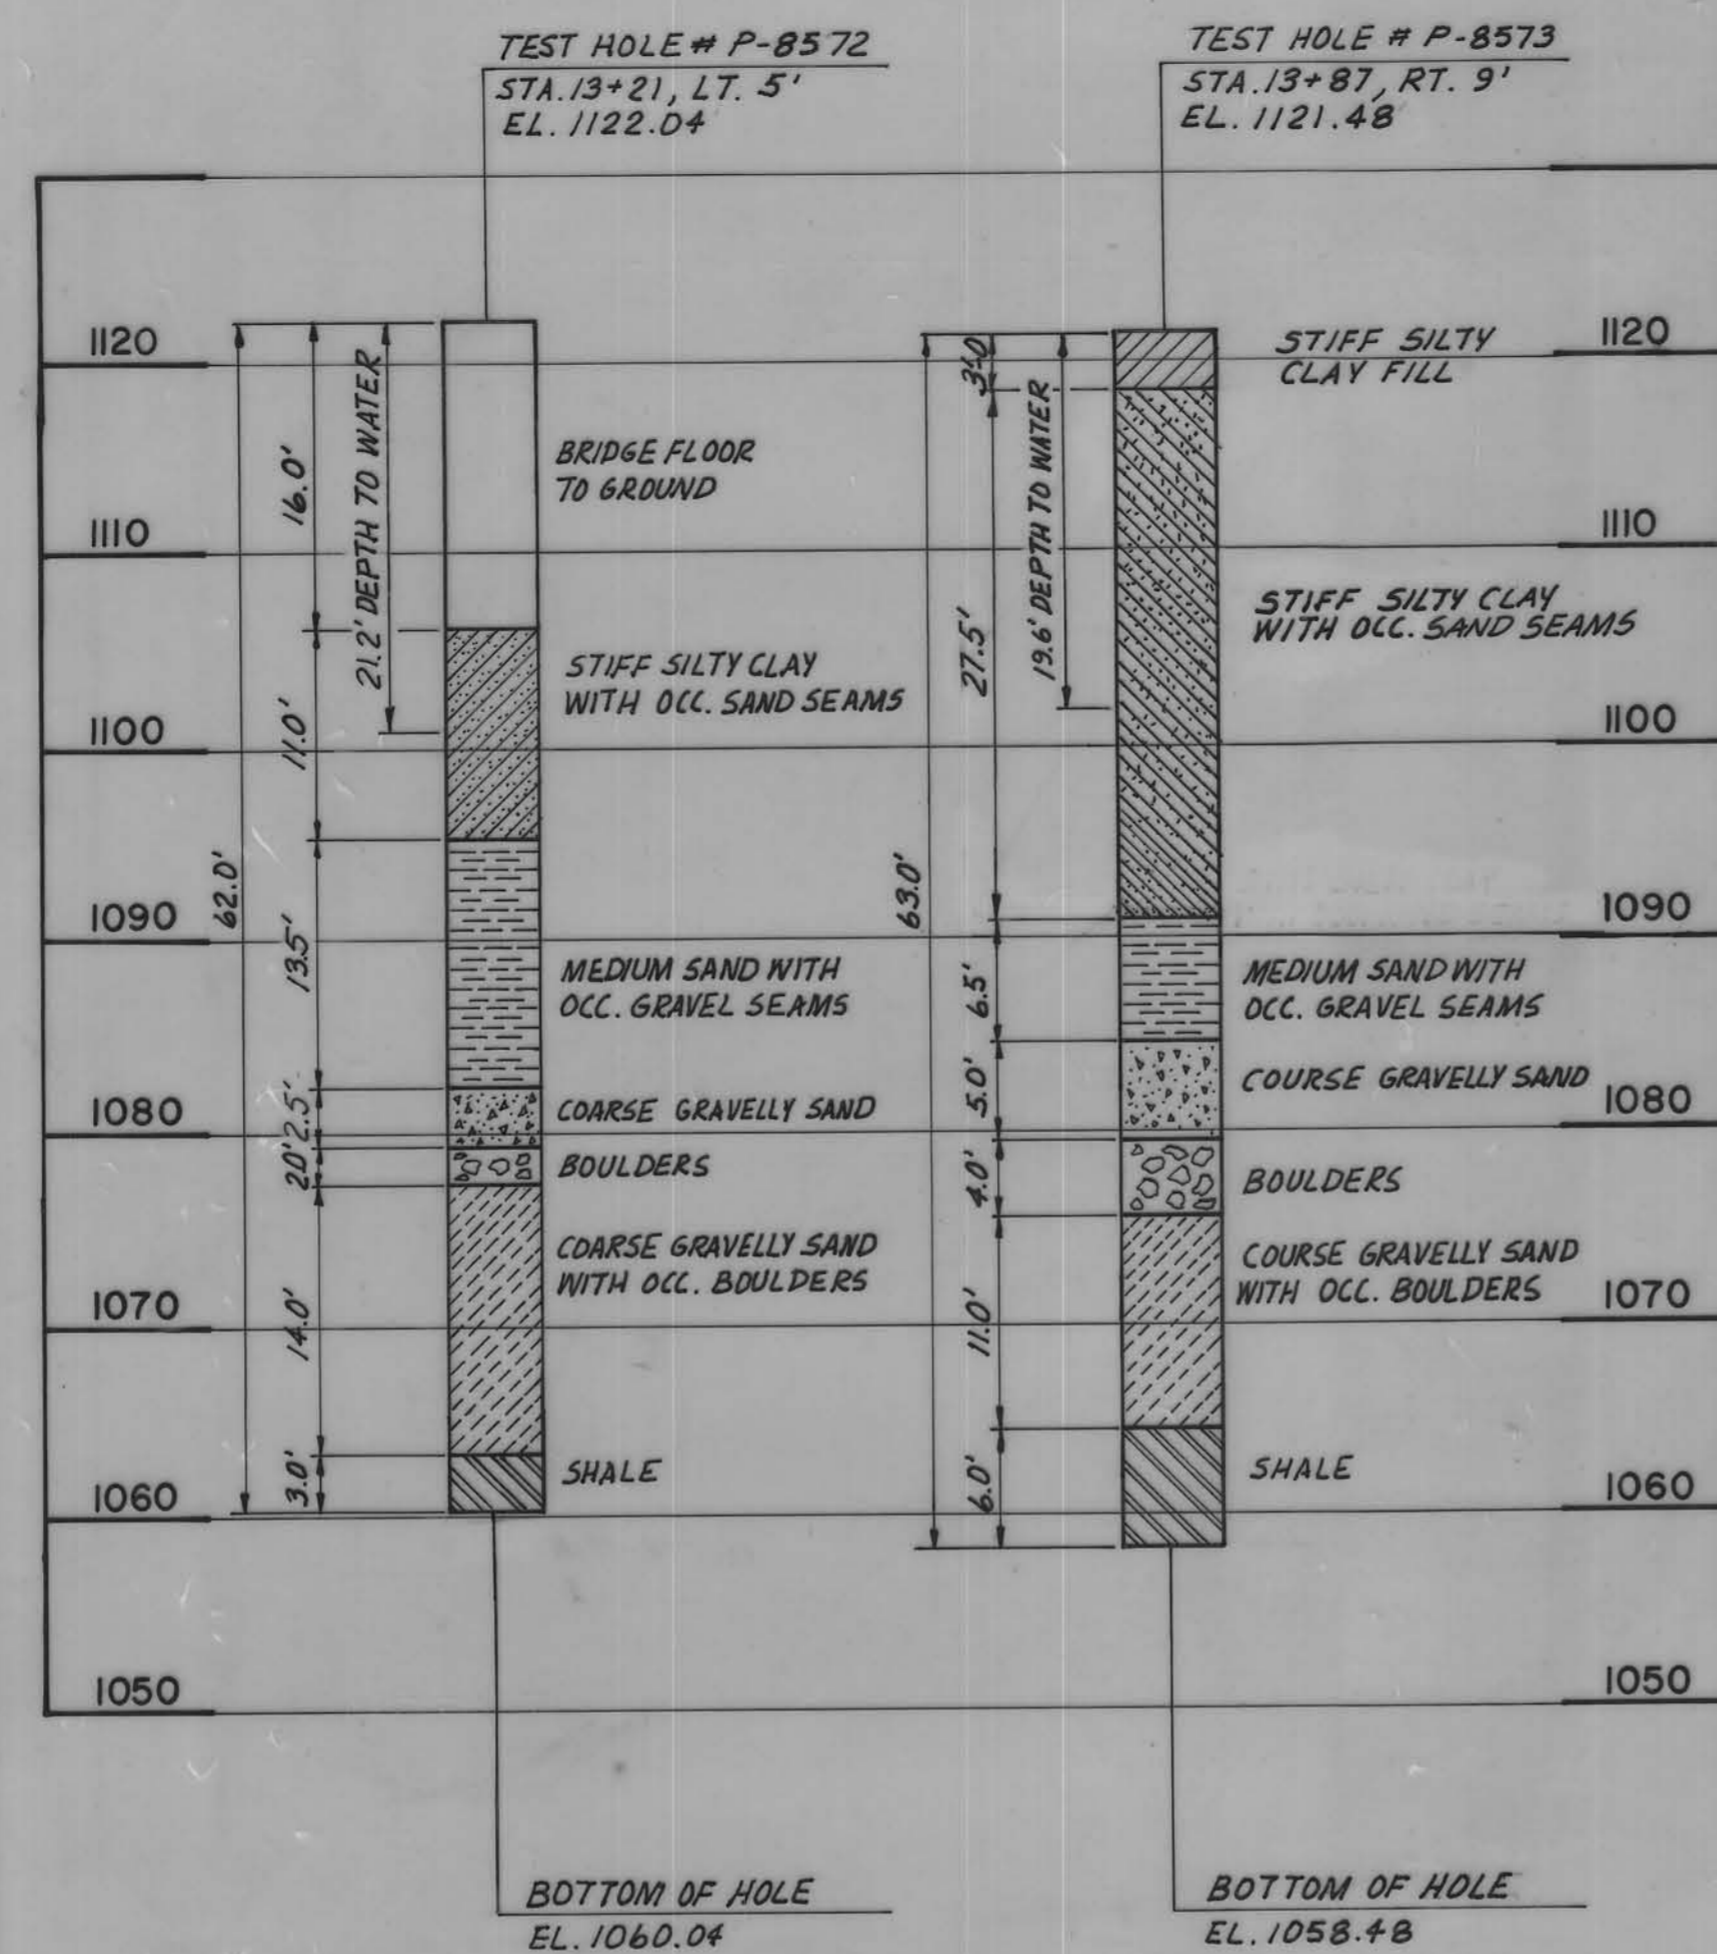 TEST HOLE # P-8572
STA. 13+21, LT. 5'
EL. 1122.04
TEST HOLE # P-8573
STA. 13+87, RT. 9'
EL. 1121.48
1120
1110
1100
1090
1080
1070
1060
1050
62.0'
16.0'
11.0'
13.5'
2.5'
2.0'
14.0'
3.0'
21.2' DEPTH TO WATER
BRIDGE FLOOR
TO GROUND
STIFF SILTY CLAY
WITH OCC. SAND SEAMS
MEDIUM SAND WITH
OCC. GRAVEL SEAMS
COARSE GRAVELLY SAND
BOULDERS
COARSE GRAVELLY SAND
WITH OCC. BOULDERS
SHALE
BOTTOM OF HOLE
EL. 1060.04
63.0'
3.0'
27.5'
6.5'
5.0'
4.0'
11.0'
6.0'
19.6' DEPTH TO WATER
STIFF SILTY
CLAY FILL
STIFF SILTY CLAY
WITH OCC. SAND SEAMS
MEDIUM SAND WITH
OCC. GRAVEL SEAMS
COURSE GRAVELLY SAND
BOULDERS
COURSE GRAVELLY SAND
WITH OCC. BOULDERS
SHALE
1120
1110
1100
1090
1080
1070
1060
1050
BOTTOM OF HOLE
EL. 1058.48